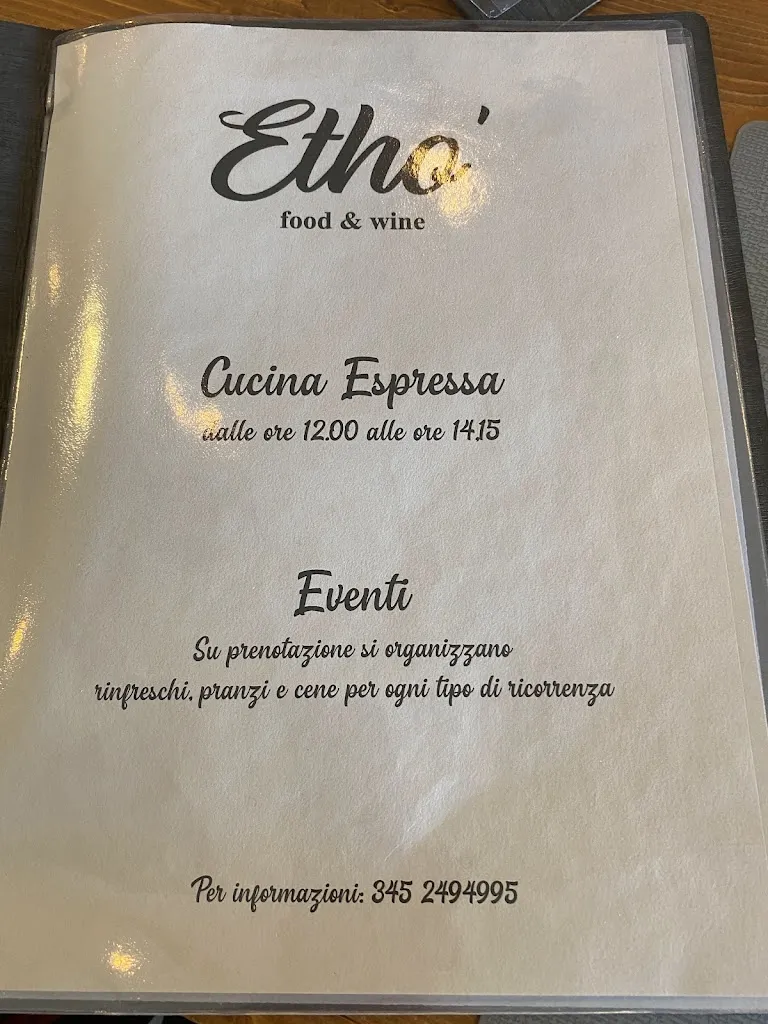 Etho'
food & wine
Cucina Espressa
dalle ore 12.00 alle ore 14.15
Eventi
Su prenotazione si organizzano
rinfreschi, pranzi e cene per ogni tipo di ricorrenza
Per informazioni: 345 2494995